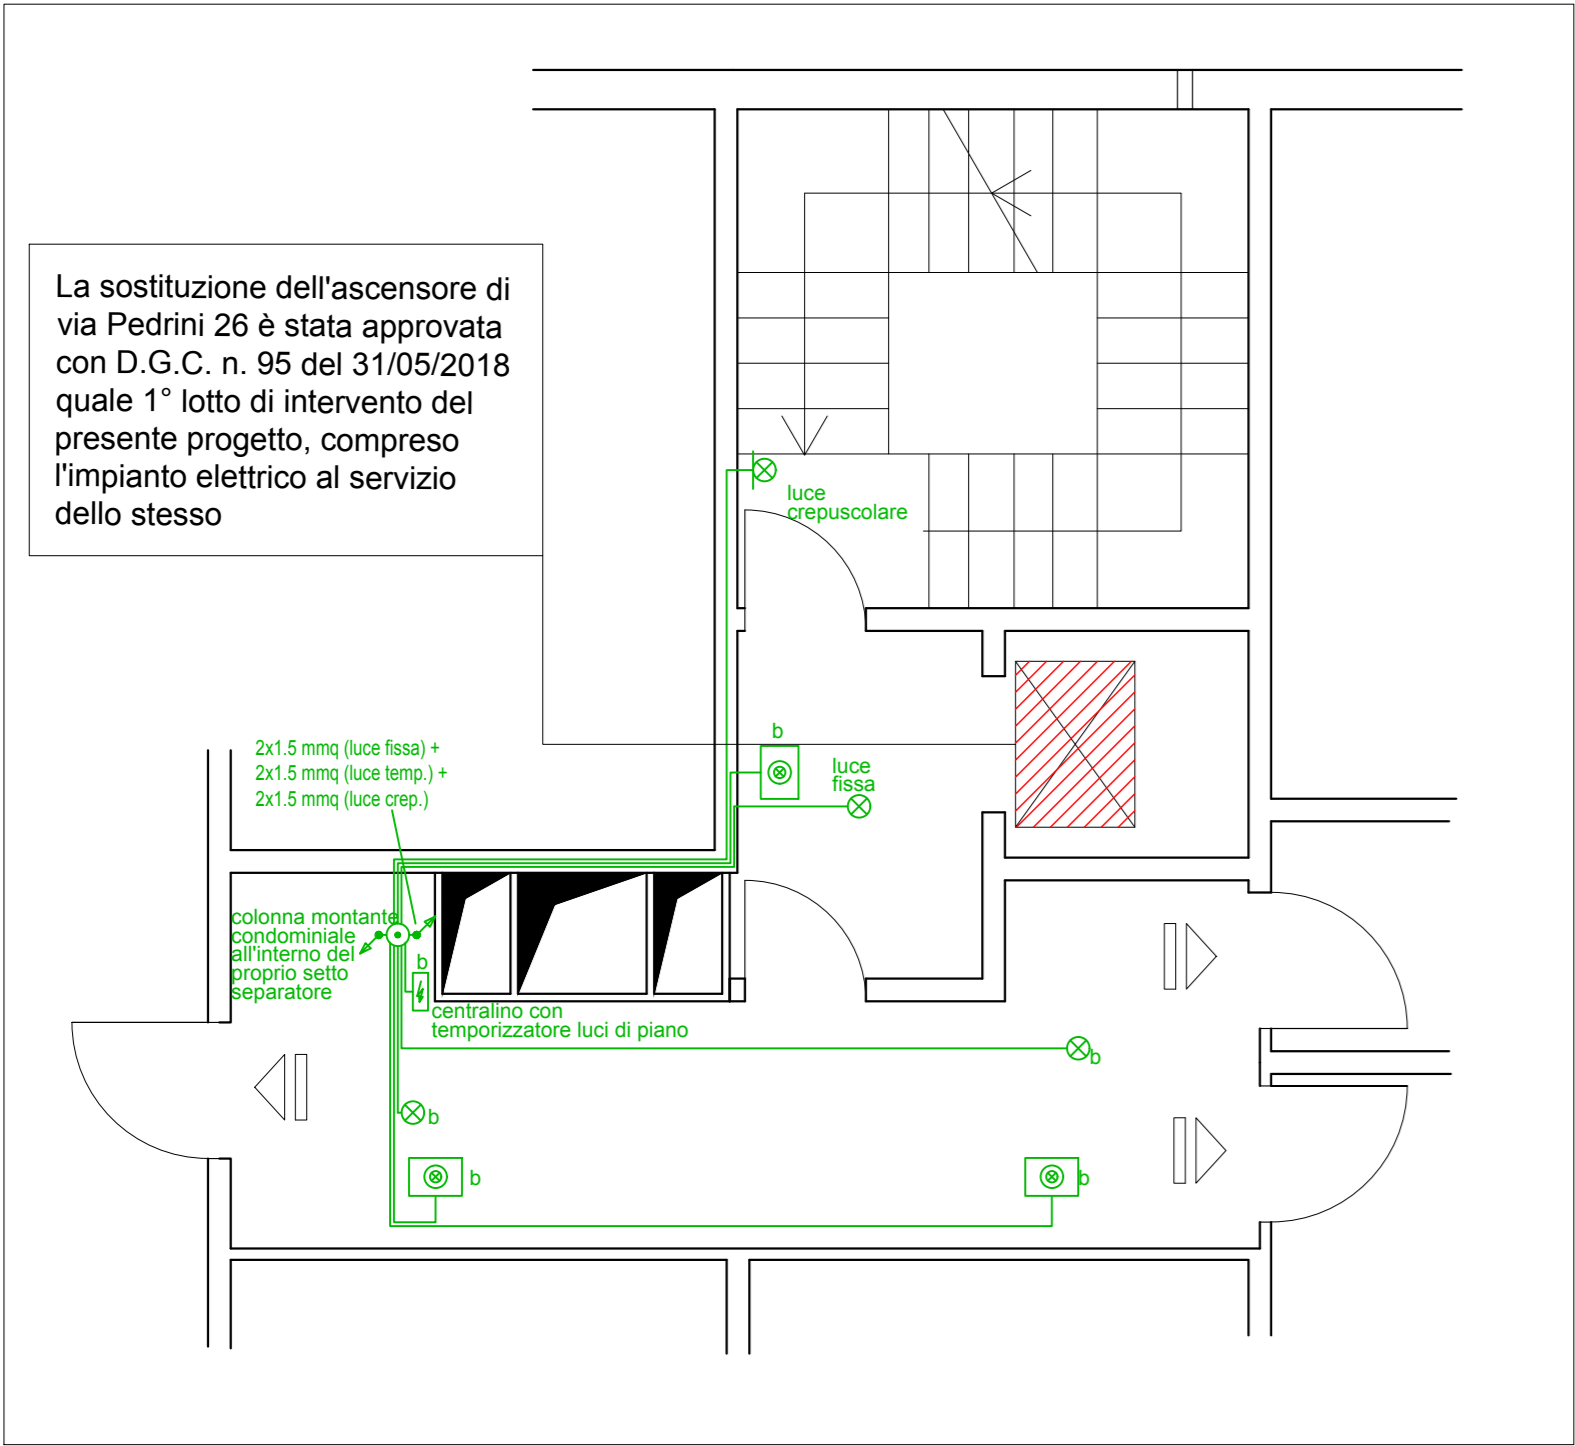 La sostituzione dell'ascensore di
via Pedrini 26 è stata approvata
con D.G.C. n. 95 del 31/05/2018
quale 1° lotto di intervento del
presente progetto, compreso
l'impianto elettrico al servizio
dello stesso
luce
crepuscolare
b
luce
fissa
2x1.5 mmq (luce fissa) +
2x1.5 mmq (luce temp.) +
2x1.5 mmq (luce crep.)
colonna montante
condominiale
all'interno del
proprio setto
separatore
b
centralino con
temporizzatore luci di piano
b
b
b
b